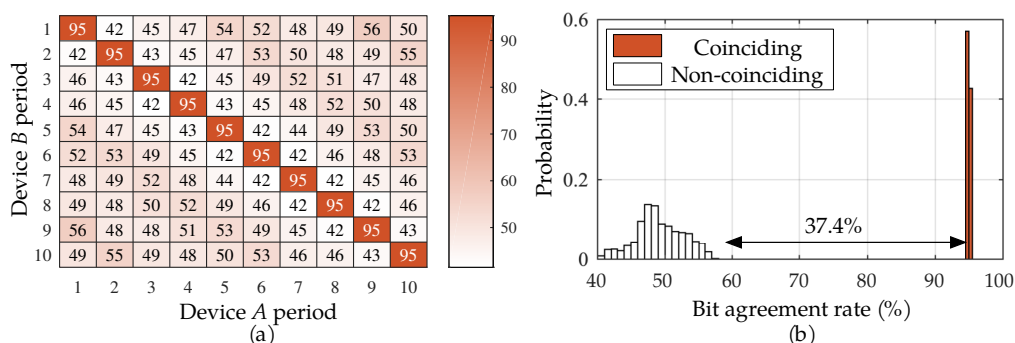 1 95 42 45 47 54 52 48 49 56 50
2 42 95 43 45 47 53 50 48 49 55
3 46 43 95 42 45 49 52 51 47 48
4 46 45 42 95 43 45 48 52 50 48
5 54 47 45 43 95 42 44 49 53 50
6 52 53 49 45 42 95 42 46 48 53
7 48 49 52 48 44 42 95 42 45 46
8 49 48 50 52 49 46 42 95 42 46
9 56 48 48 51 53 49 45 42 95 43
10 49 55 49 48 50 53 46 46 43 95
1 2 3 4 5 6 7 8 9 10
Device B period
Device A period
90
80
70
60
50
(a)
0.6
0.4
0.2
0
Probability
Coinciding
Non-coinciding
37.4%
40 50 60 70 80 90 100
Bit agreement rate (%)
(b)